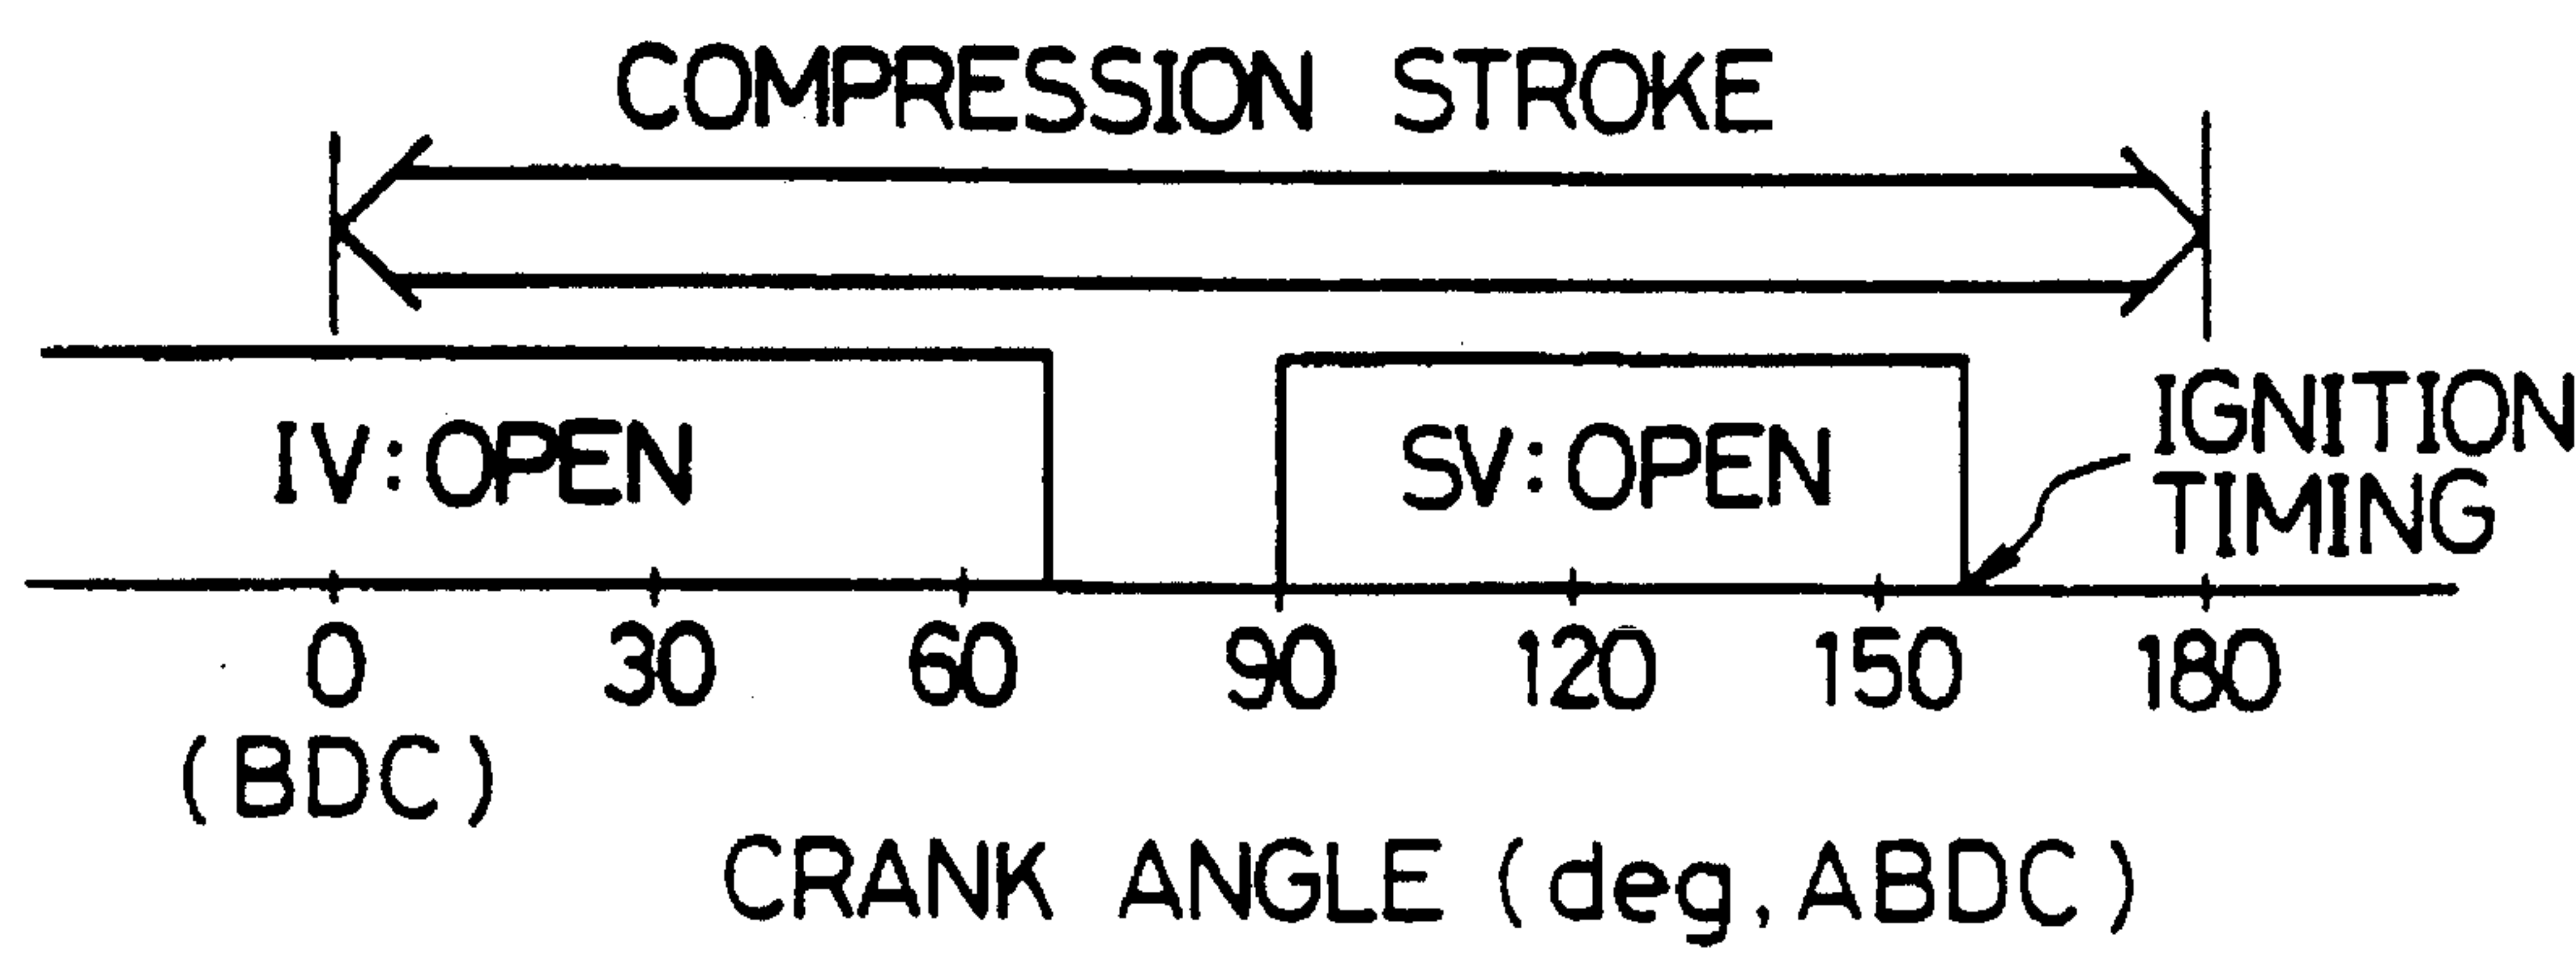 COMPRESSION STROKE
IV:OPEN
SV:OPEN
IGNITION
TIMING
0 30 60 90 120 150 180
(BDC)
CRANK ANGLE (deg,ABDC)